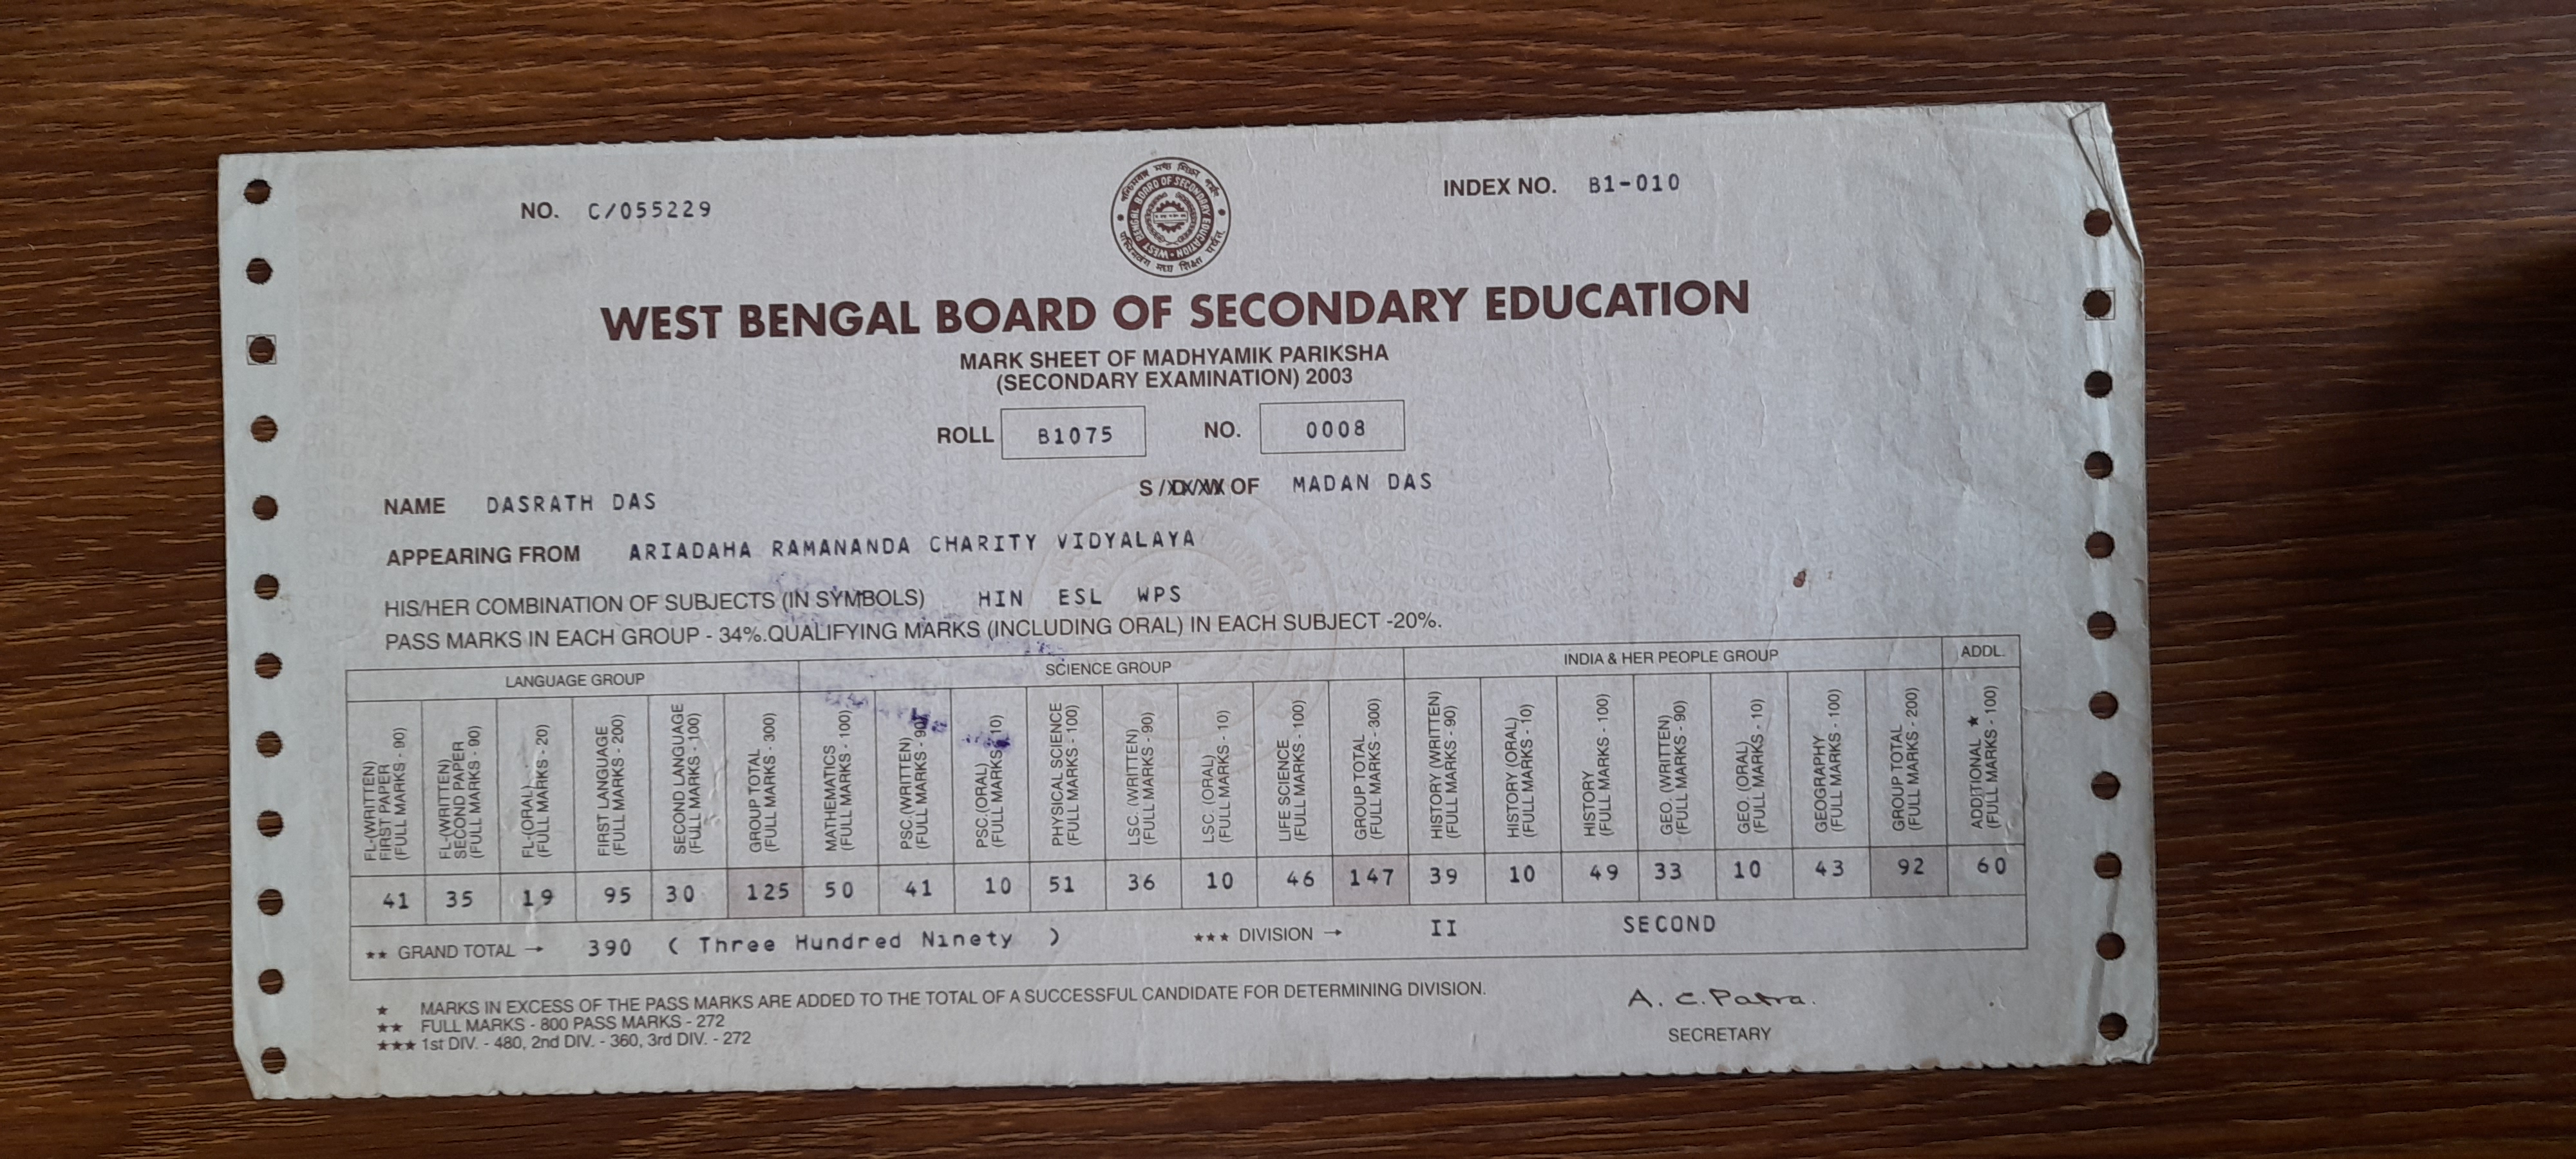 NO. C/055229
INDEX NO. B1-010
WEST BENGAL BOARD OF SECONDARY EDUCATION
WEST BENGAL BOARD OF SECONDARY EDUCATION
MARK SHEET OF MADHYAMIK PARIKSHA
(SECONDARY EXAMINATION) 2003
ROLL B1075 NO. 0008
NAME DASRATH DAS S/D/W OF MADAN DAS
APPEARING FROM ARIADAHA RAMANANDA CHARITY VIDYALAYA
HIS/HER COMBINATION OF SUBJECTS (IN SYMBOLS) HIN ESL WPS
PASS MARKS IN EACH GROUP - 34%.QUALIFYING MARKS (INCLUDING ORAL) IN EACH SUBJECT -20%.
LANGUAGE GROUP SCIENCE GROUP INDIA & HER PEOPLE GROUP ADDL.
FL-(WRITTEN) FIRST PAPER (FULL MARKS - 90)
FL-(WRITTEN) SECOND PAPER (FULL MARKS - 90)
FL-(ORAL) (FULL MARKS - 20)
FIRST LANGUAGE (FULL MARKS - 200)
SECOND LANGUAGE (FULL MARKS - 100)
GROUP TOTAL (FULL MARKS - 300)
MATHEMATICS (FULL MARKS - 100)
PSC.(WRITTEN) (FULL MARKS - 90)
PSC.(ORAL) (FULL MARKS - 10)
PHYSICAL SCIENCE (FULL MARKS - 100)
LSC. (WRITTEN) (FULL MARKS - 90)
LSC. (ORAL) (FULL MARKS - 10)
LIFE SCIENCE (FULL MARKS - 100)
GROUP TOTAL (FULL MARKS - 300)
HISTORY (WRITTEN) (FULL MARKS - 90)
HISTORY (ORAL) (FULL MARKS - 10)
HISTORY (FULL MARKS - 100)
GEO. (WRITTEN) (FULL MARKS - 90)
GEO. (ORAL) (FULL MARKS - 10)
GEOGRAPHY (FULL MARKS - 100)
GROUP TOTAL (FULL MARKS - 200)
ADDITIONAL ★ (FULL MARKS - 100)
41 35 19 95 30 125 50 41 10 51 36 10 46 147 39 10 49 33 10 43 92 60
★★ GRAND TOTAL → 390 ( Three Hundred Ninety ) ★★★ DIVISION → II SECOND
★ MARKS IN EXCESS OF THE PASS MARKS ARE ADDED TO THE TOTAL OF A SUCCESSFUL CANDIDATE FOR DETERMINING DIVISION.
★★ FULL MARKS - 800 PASS MARKS - 272
★★★ 1st DIV. - 480, 2nd DIV. - 360, 3rd DIV. - 272
A. C. Patra.
SECRETARY